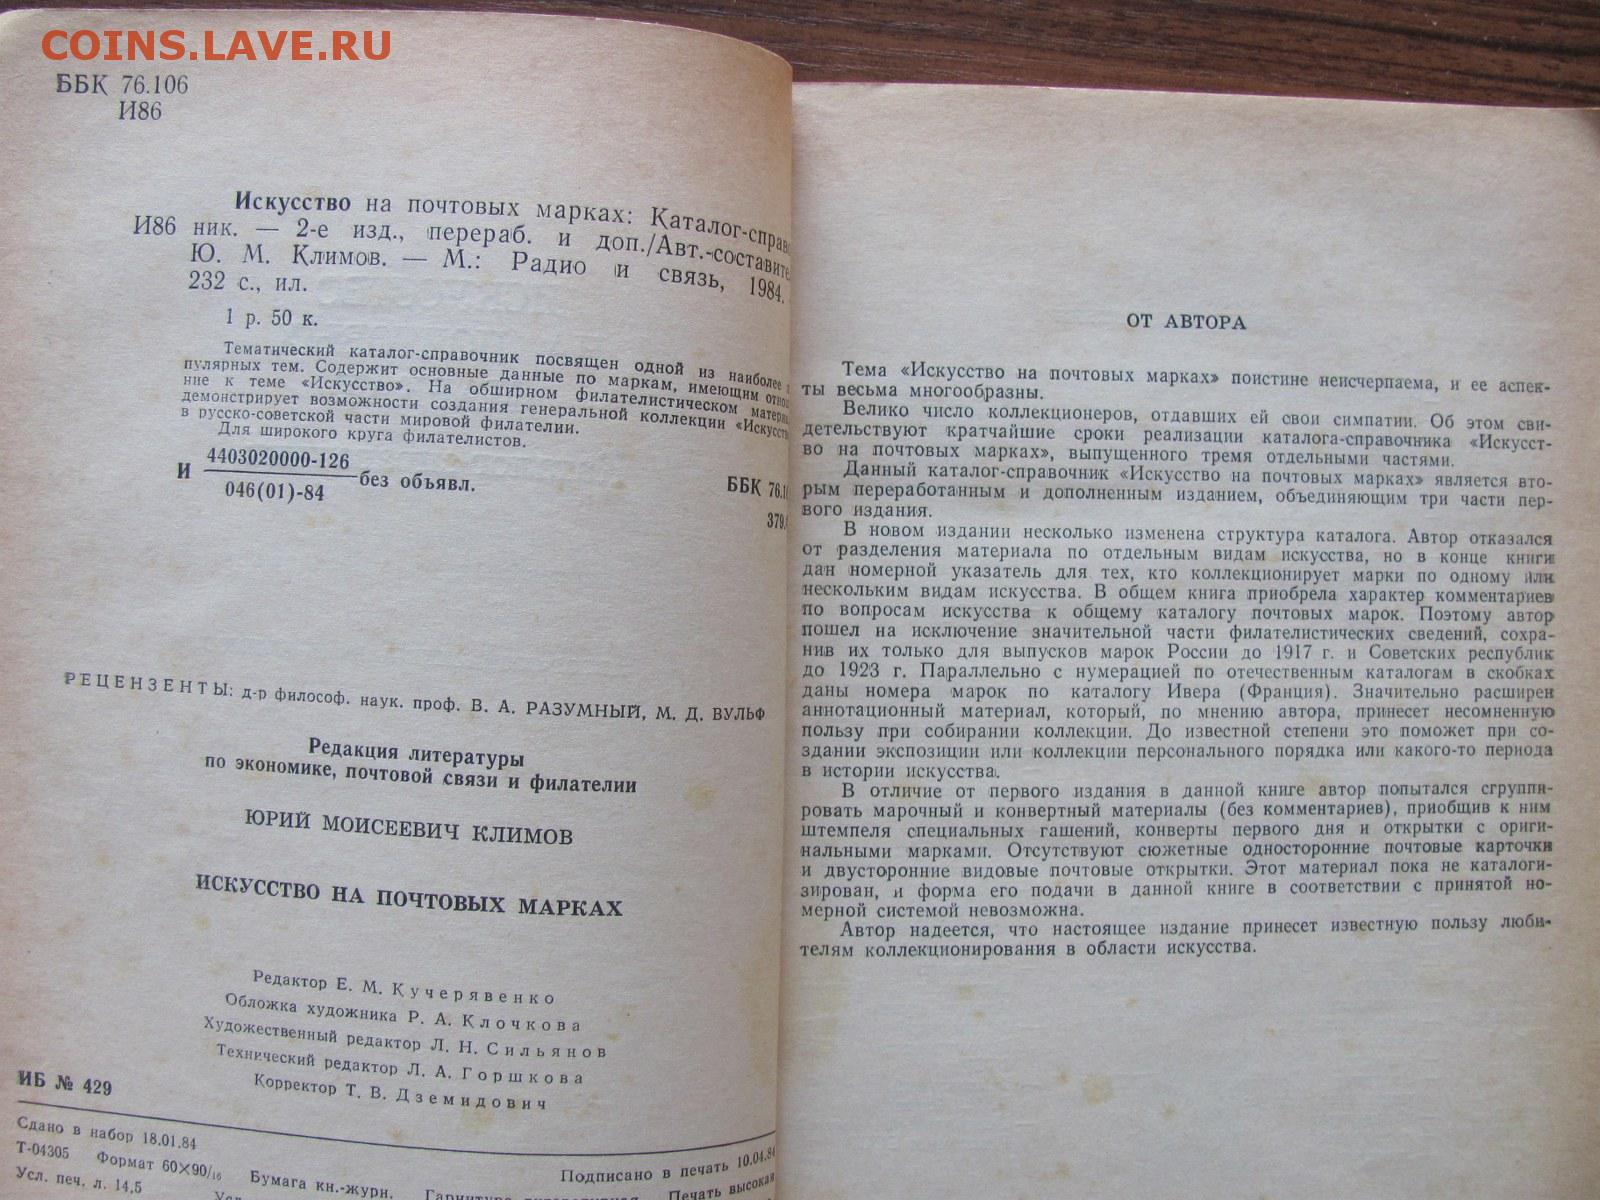 COINS.LAVE.RU
ББК 76.106
И86
Искусство на почтовых марках: Каталог-справоч
И86 ник. — 2-е изд., перераб. и доп./Авт.-составите
Ю. М. Климов. — М.: Радио и связь, 1984.
232 с., ил.
1 р. 50 к.
Тематический каталог-справочник посвящен одной из наиболее
пулярных тем. Содержит основные данные по маркам, имеющим отно
ние к теме «Искусство». На обширном филателистическом матери
демонстрирует возможности создания генеральной коллекции «Искусств
в русско-советской части мировой филателии.
Для широкого круга филателистов.
И 4403020000-126
046(01)-84 без объявл.
ББК 76.10
379.
РЕЦЕНЗЕНТЫ: д-р философ. наук. проф. В. А. РАЗУМНЫЙ, М. Д. ВУЛЬФ
Редакция литературы
по экономике, почтовой связи и филателии
ЮРИЙ МОИСЕЕВИЧ КЛИМОВ
ИСКУССТВО НА ПОЧТОВЫХ МАРКАХ
Редактор Е. М. Кучерявенко
Обложка художника Р. А. Клочкова
Художественный редактор Л. Н. Сильянов
Технический редактор Л. А. Горшкова
Корректор Т. В. Дземидович
ИБ № 429
Сдано в набор 18.01.84 Подписано в печать 10.04.84
Т-04305 Формат 60×90/16 Бумага кн.-журн. Гарнитура литературная Печать высокая
Усл. печ. л. 14,5
ОТ АВТОРА
Тема «Искусство на почтовых марках» поистине неисчерпаема, и ее аспек-
ты весьма многообразны.
Велико число коллекционеров, отдавших ей свои симпатии. Об этом сви-
детельствуют кратчайшие сроки реализации каталога-справочника «Искусст-
во на почтовых марках», выпущенного тремя отдельными частями.
Данный каталог-справочник «Искусство на почтовых марках» является вто-
рым переработанным и дополненным изданием, объединяющим три части пер-
вого издания.
В новом издании несколько изменена структура каталога. Автор отказался
от разделения материала по отдельным видам искусства, но в конце книги
дан номерной указатель для тех, кто коллекционирует марки по одному или
нескольким видам искусства. В общем книга приобрела характер комментариев
по вопросам искусства к общему каталогу почтовых марок. Поэтому автор
пошел на исключение значительной части филателистических сведений, сохра-
нив их только для выпусков марок России до 1917 г. и Советских республик
до 1923 г. Параллельно с нумерацией по отечественным каталогам в скобках
даны номера марок по каталогу Ивера (Франция). Значительно расширен
аннотационный материал, который, по мнению автора, принесет несомненную
пользу при собирании коллекции. До известной степени это поможет при со-
здании экспозиции или коллекции персонального порядка или какого-то периода
в истории искусства.
В отличие от первого издания в данной книге автор попытался сгруппи-
ровать марочный и конвертный материалы (без комментариев), приобщив к ним
штемпеля специальных гашений, конверты первого дня и открытки с ориги-
нальными марками. Отсутствуют сюжетные односторонние почтовые карточки
и двусторонние видовые почтовые открытки. Этот материал пока не каталоги-
зирован, и форма его подачи в данной книге в соответствии с принятой но-
мерной системой невозможна.
Автор надеется, что настоящее издание принесет известную пользу люби-
телям коллекционирования в области искусства.